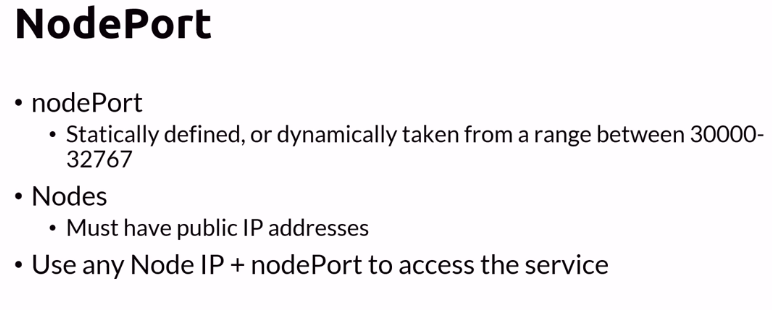 NodePort
• nodePort
• Statically defined, or dynamically taken from a range between 30000-
32767
• Nodes
• Must have public IP addresses
• Use any Node IP + nodePort to access the service